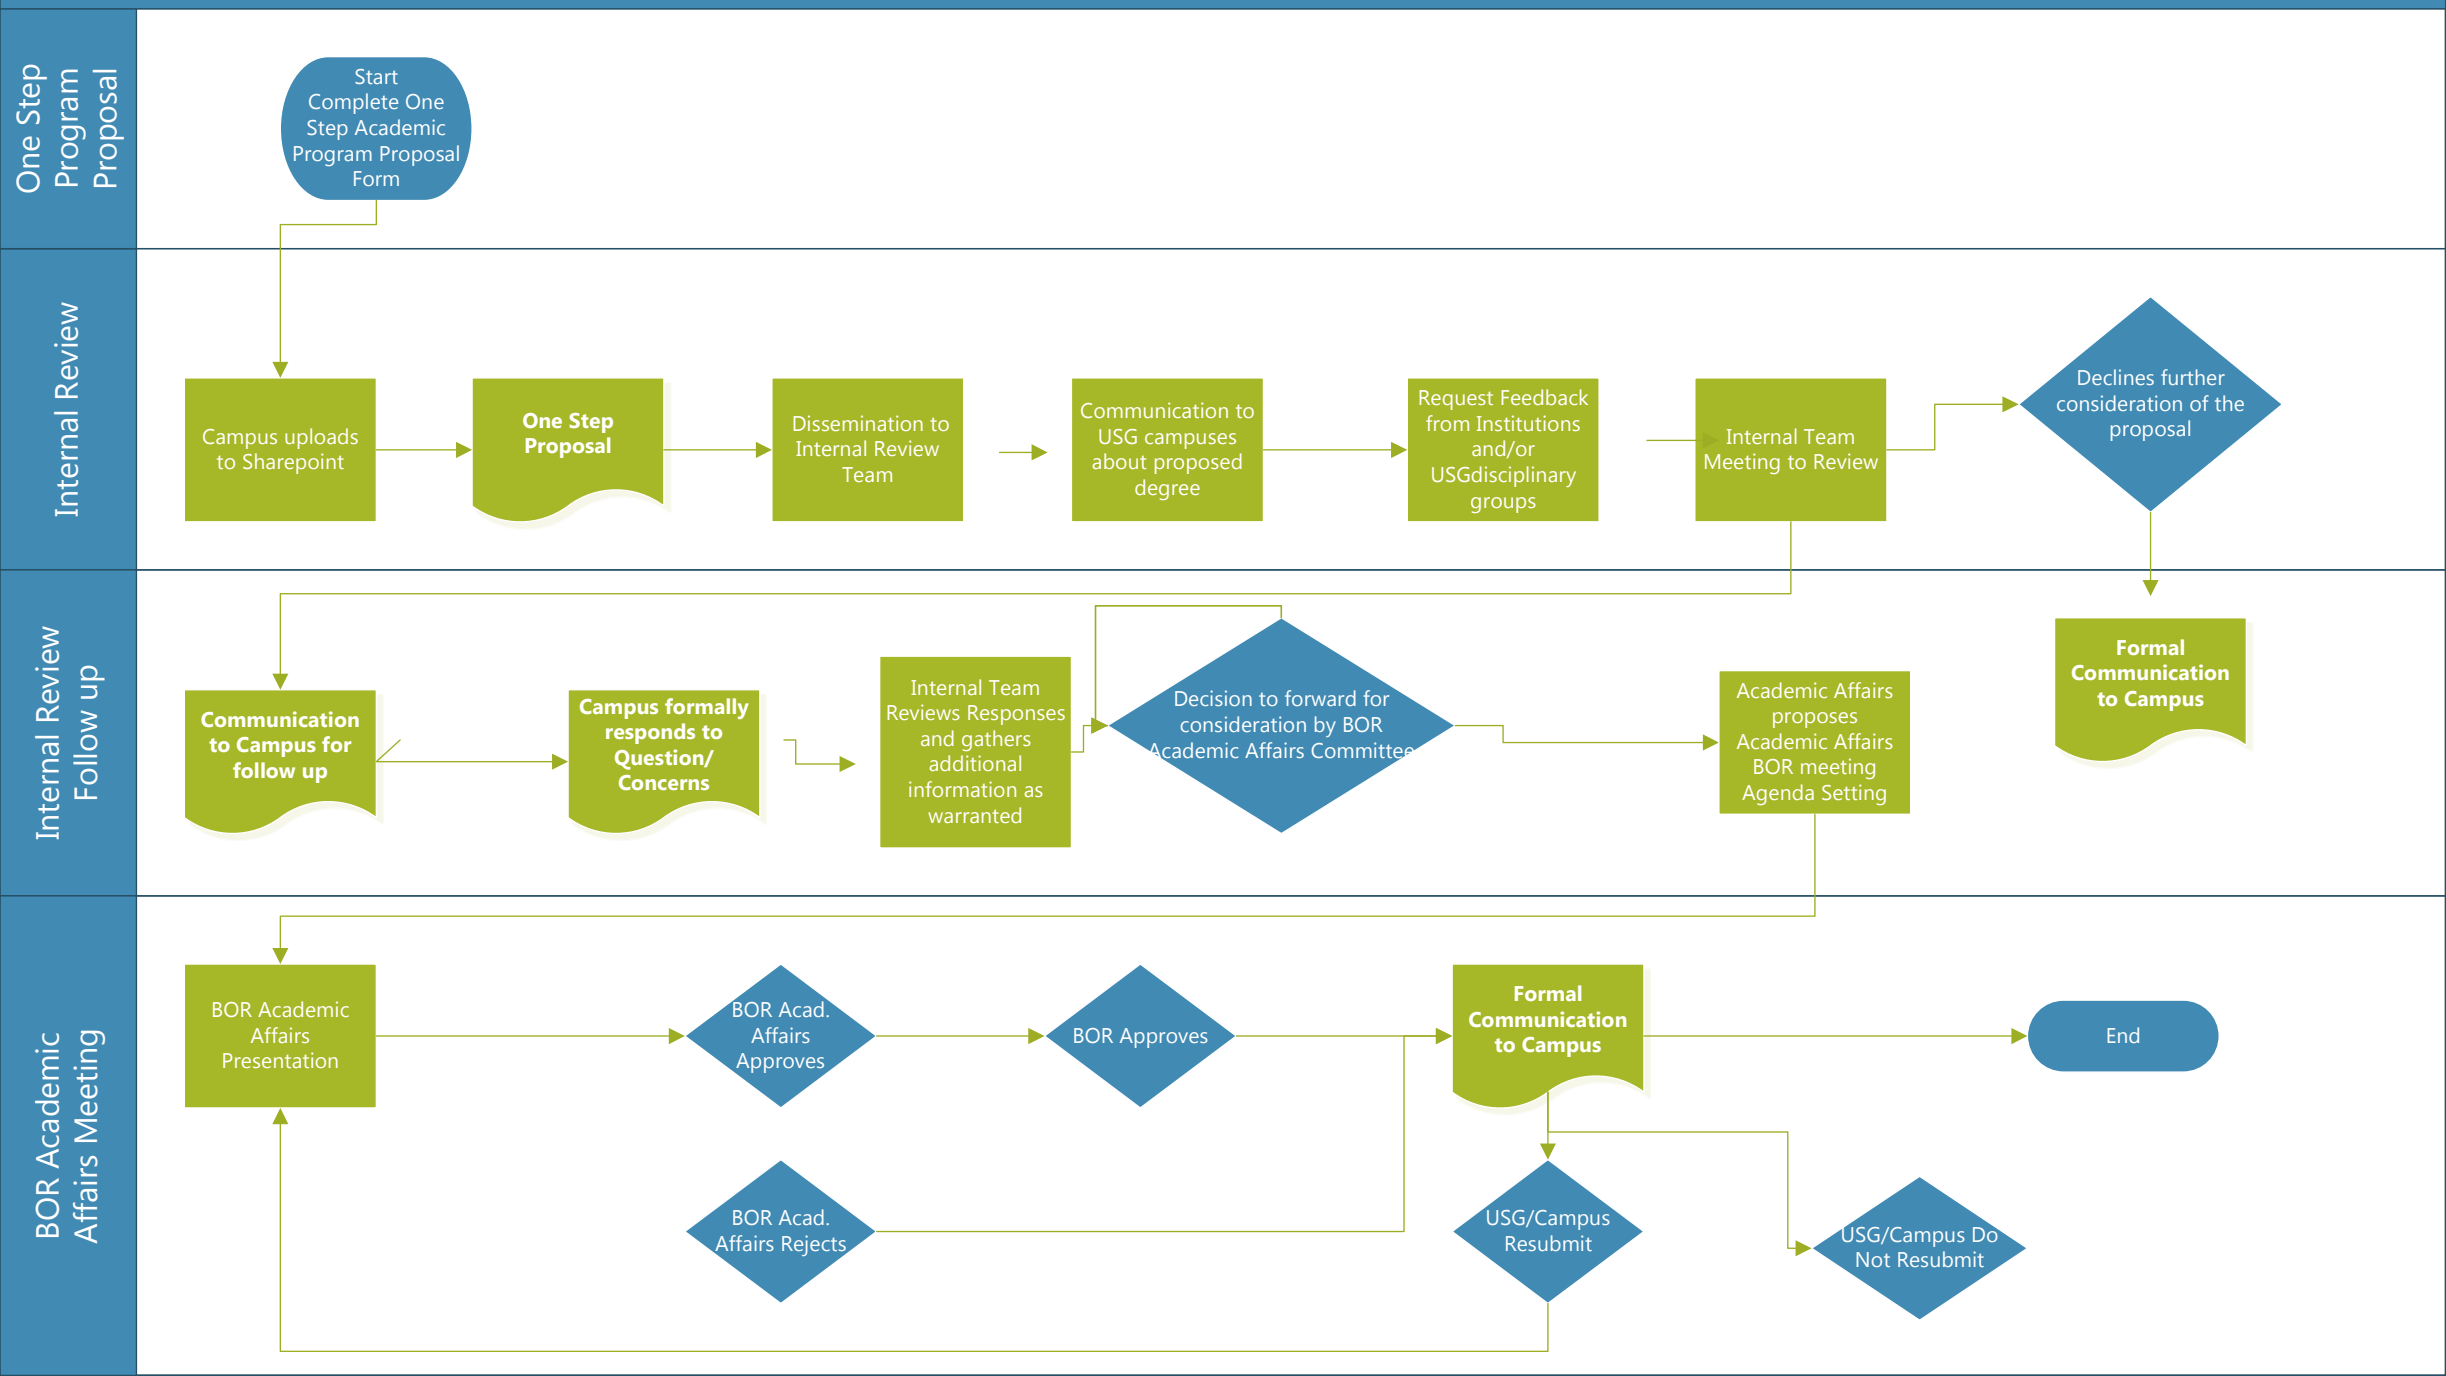 One Step
Program
Proposal
Start
Complete One
Step Academic
Program Proposal
Form
Internal Review
Campus uploads
to Sharepoint
One Step
Proposal
Dissemination to
Internal Review
Team
Communication to
USG campuses
about proposed
degree
Request Feedback
from Institutions
and/or
USGdisciplinary
groups
Internal Team
Meeting to Review
Declines further
consideration of the
proposal
Internal Review
Follow up
Communication
to Campus for
follow up
Campus formally
responds to
Question/
Concerns
Internal Team
Reviews Responses
and gathers
additional
information as
warranted
Decision to forward for
consideration by BOR
Academic Affairs Committee
Academic Affairs
proposes
Academic Affairs
BOR meeting
Agenda Setting
Formal
Communication
to Campus
BOR Academic
Affairs Meeting
BOR Academic
Affairs
Presentation
BOR Acad.
Affairs
Approves
BOR Approves
Formal
Communication
to Campus
End
BOR Acad.
Affairs Rejects
USG/Campus
Resubmit
USG/Campus Do
Not Resubmit